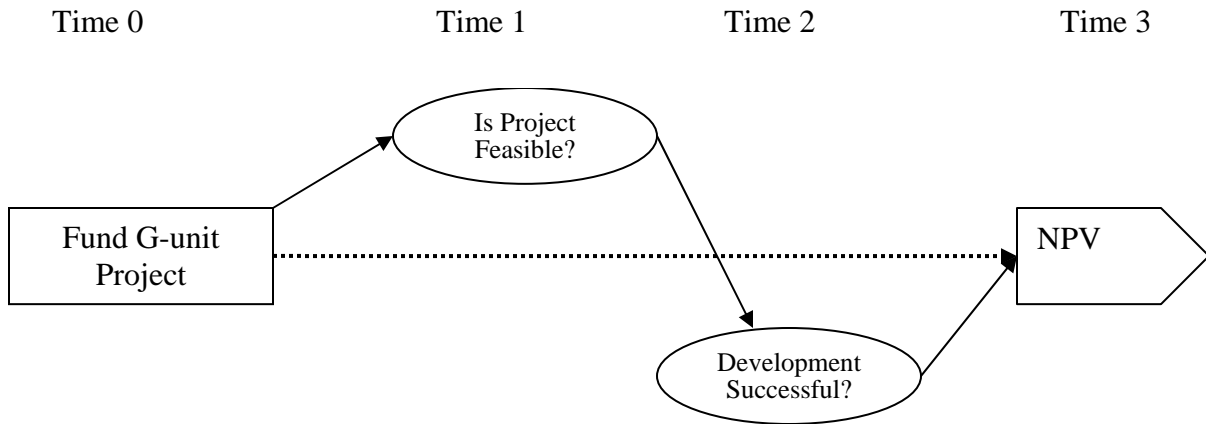 Time 0 Time 1 Time 2 Time 3
Is Project
Feasible?
Fund G-unit
Project
NPV
Development
Successful?